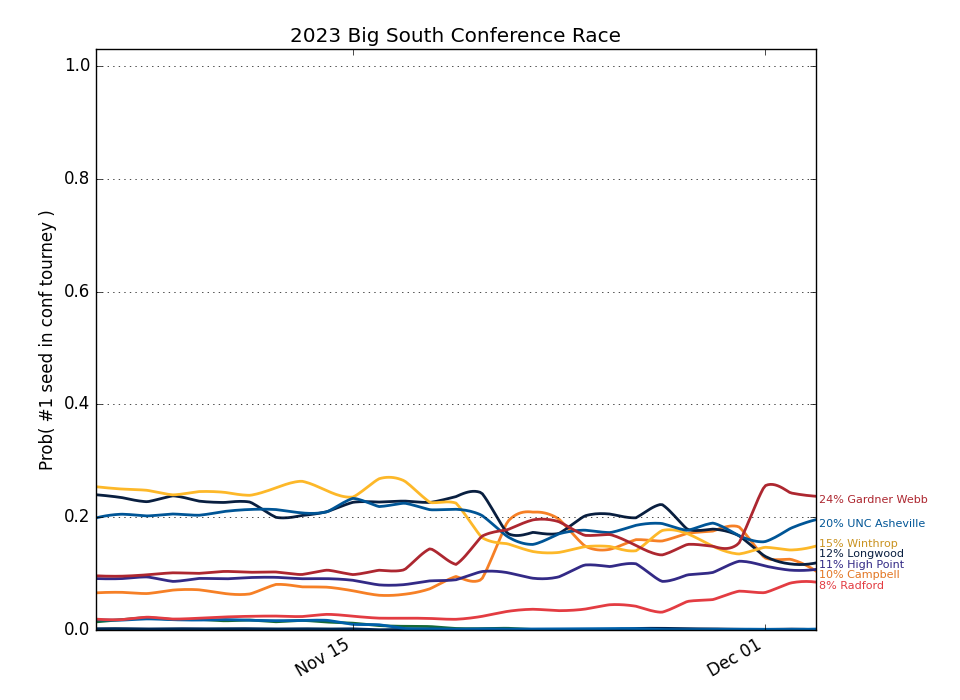 2023 Big South Conference Race
Prob( #1 seed in conf tourney )
1.0
0.8
0.6
0.4
0.2
0.0
Nov 15
Dec 01
24% Gardner Webb
20% UNC Asheville
15% Winthrop
12% Longwood
11% High Point
10% Campbell
8% Radford